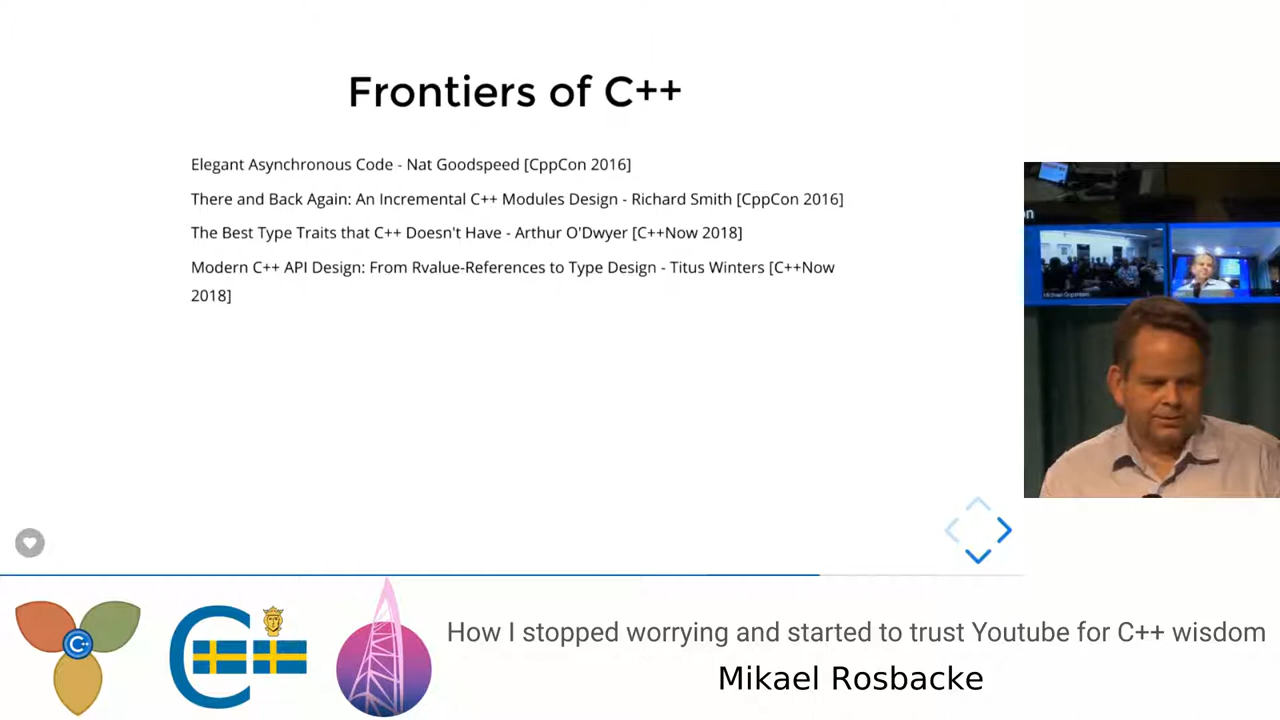 Frontiers of C++
Elegant Asynchronous Code - Nat Goodspeed [CppCon 2016]
There and Back Again: An Incremental C++ Modules Design - Richard Smith [CppCon 2016]
The Best Type Traits that C++ Doesn't Have - Arthur O'Dwyer [C++Now 2018]
Modern C++ API Design: From Rvalue-References to Type Design - Titus Winters [C++Now
2018]
on
C++
C
How I stopped worrying and started to trust Youtube for C++ wisdom
Mikael Rosbacke